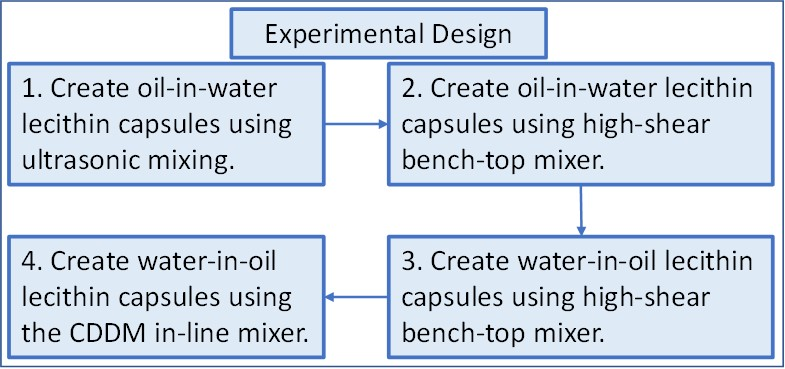 Experimental Design
1. Create oil-in-water
lecithin capsules using
ultrasonic mixing.
2. Create oil-in-water lecithin
capsules using high-shear
bench-top mixer.
3. Create water-in-oil lecithin
capsules using high-shear
bench-top mixer.
4. Create water-in-oil
lecithin capsules using
the CDDM in-line mixer.